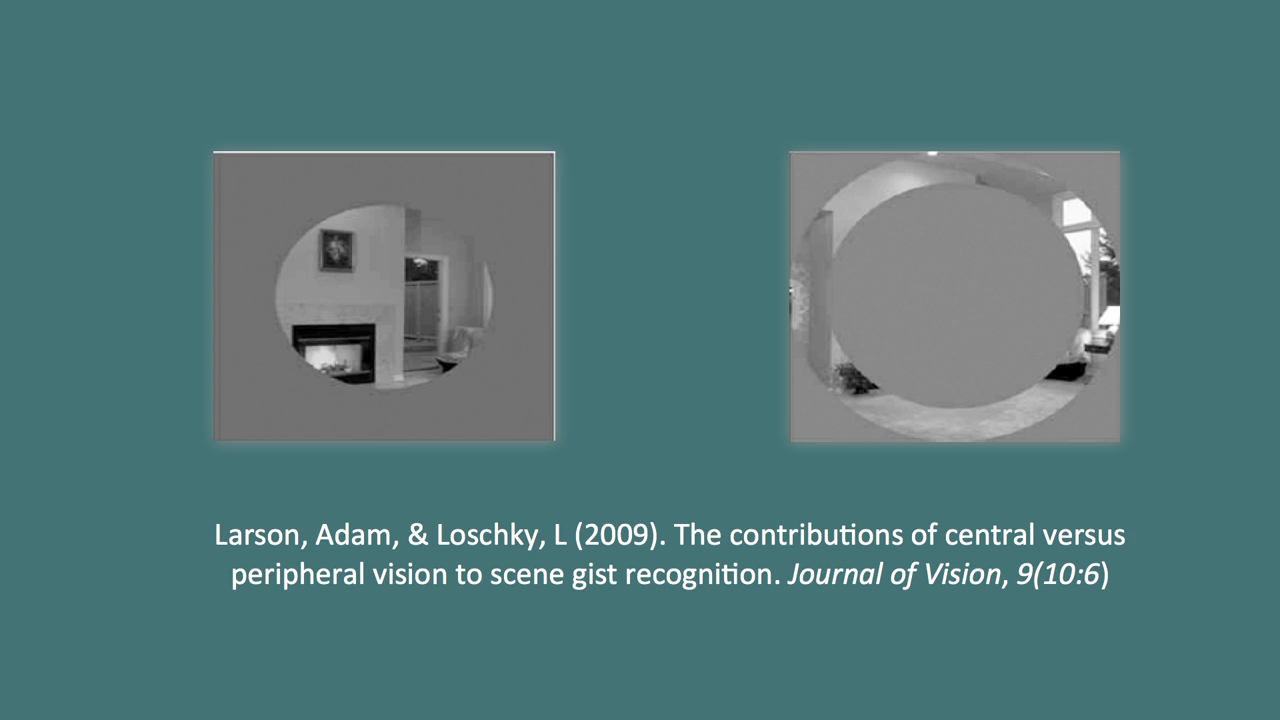 Larson, Adam, & Loschky, L (2009). The contributions of central versus
peripheral vision to scene gist recognition. Journal of Vision, 9(10:6)